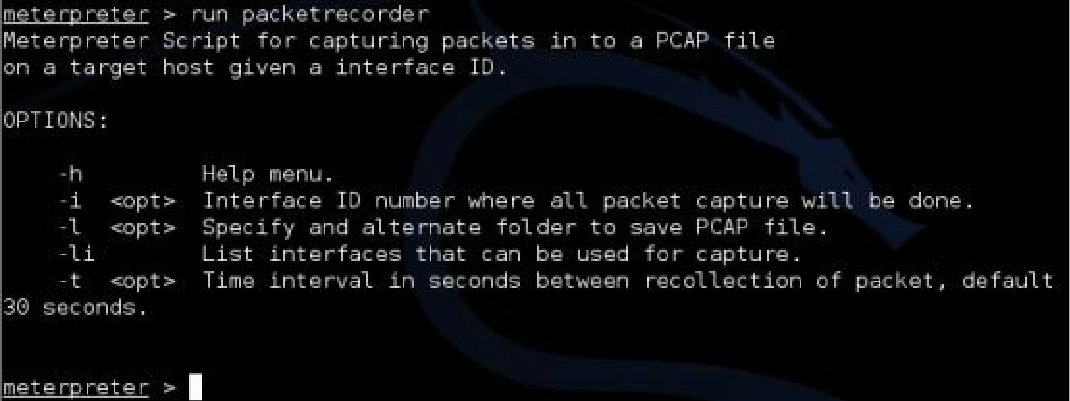 meterpreter > run packetrecorder
Meterpreter Script for capturing packets in to a PCAP file
on a target host given a interface ID.
OPTIONS:
-h Help menu.
-i <opt> Interface ID number where all packet capture will be done.
-l <opt> Specify and alternate folder to save PCAP file.
-li List interfaces that can be used for capture.
-t <opt> Time interval in seconds between recollection of packet, default
30 seconds.
meterpreter >